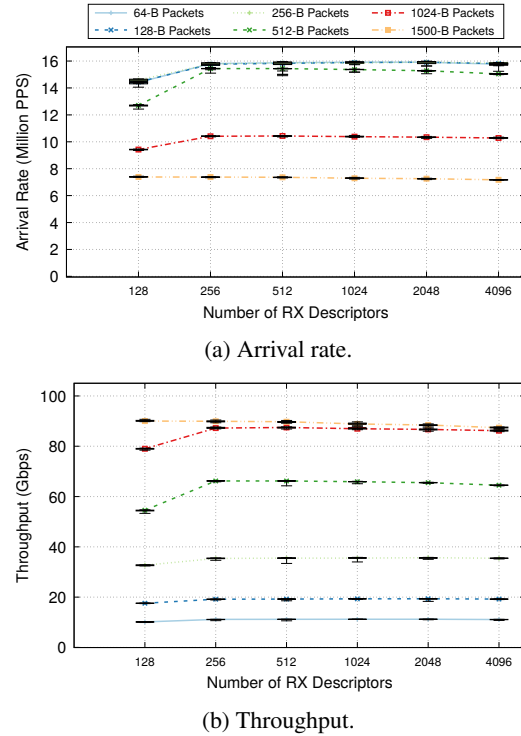 64-B Packets 256-B Packets 1024-B Packets
128-B Packets 512-B Packets 1500-B Packets
16
14
12
10
8
6
4
2
0
Arrival Rate (Million PPS)
128 256 512 1024 2048 4096
Number of RX Descriptors
(a) Arrival rate.
100
80
60
40
20
0
Throughput (Gbps)
128 256 512 1024 2048 4096
Number of RX Descriptors
(b) Throughput.